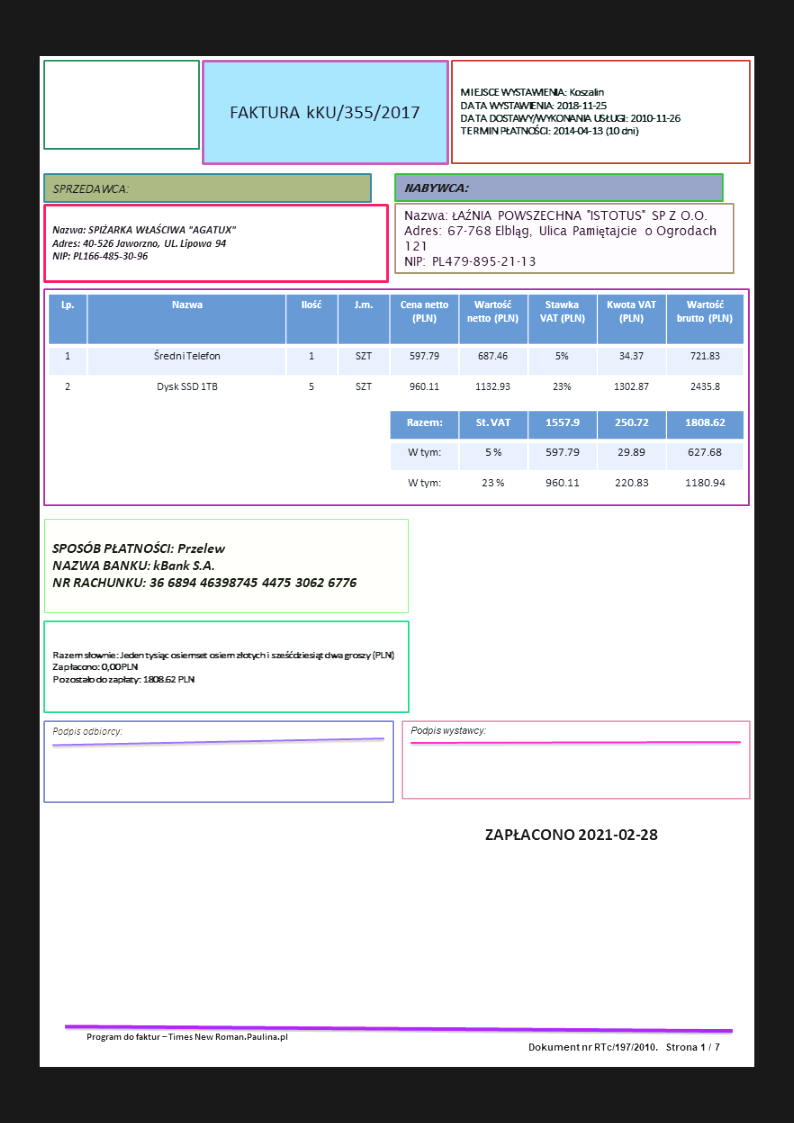 FAKTURA kKU/355/2017
MIEJSCE WYSTAWIENIA: Koszalin
DATA WYSTAWIENIA: 2018-11-25
DATA DOSTAWY/WYKONANIA USŁUGI: 2010-11-26
TERMIN PŁATNOŚCI: 2014-04-13 (10 dni)
SPRZEDAWCA:
Nazwa: SPIŻARKA WŁAŚCIWA "AGATUX"
Adres: 40-526 Jaworzno, UL. Lipowa 94
NIP: PL166-485-30-96
NABYWCA:
Nazwa: ŁAŹNIA POWSZECHNA "ISTOTUS" SP Z O.O.
Adres: 67-768 Elbląg, Ulica Pamiętajcie o Ogrodach
121
NIP: PL479-895-21-13
Lp. Nazwa Ilość J.m. Cena netto (PLN) Wartość netto (PLN) Stawka VAT (PLN) Kwota VAT (PLN) Wartość brutto (PLN)
1 Średni Telefon 1 SZT 597.79 687.46 5% 34.37 721.83
2 Dysk SSD 1TB 5 SZT 960.11 1132.93 23% 1302.87 2435.8
Razem: St. VAT 1557.9 250.72 1808.62
W tym: 5 % 597.79 29.89 627.68
W tym: 23 % 960.11 220.83 1180.94
SPOSÓB PŁATNOŚCI: Przelew
NAZWA BANKU: kBank S.A.
NR RACHUNKU: 36 6894 46398745 4475 3062 6776
Razem słownie: Jeden tysiąc osiemset osiem złotych i sześćdziesiąt dwa groszy (PLN)
Zapłacono: 0,00 PLN
Pozostało do zapłaty: 1808.62 PLN
Podpis odbiorcy:
Podpis wystawcy:
ZAPŁACONO 2021-02-28
Program do faktur – Times New Roman.Paulina.pl
Dokument nr RTc/197/2010. Strona 1 / 7